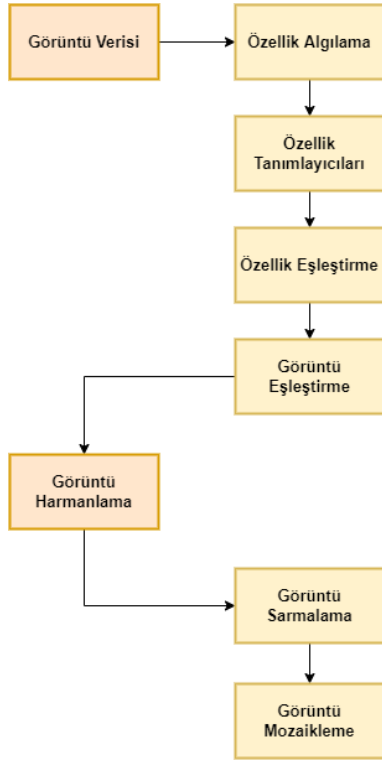 Görüntü Verisi
Özellik Algılama
Özellik
Tanımlayıcıları
Özellik Eşleştirme
Görüntü
Eşleştirme
Görüntü
Harmanlama
Görüntü
Sarmalama
Görüntü
Mozaikleme